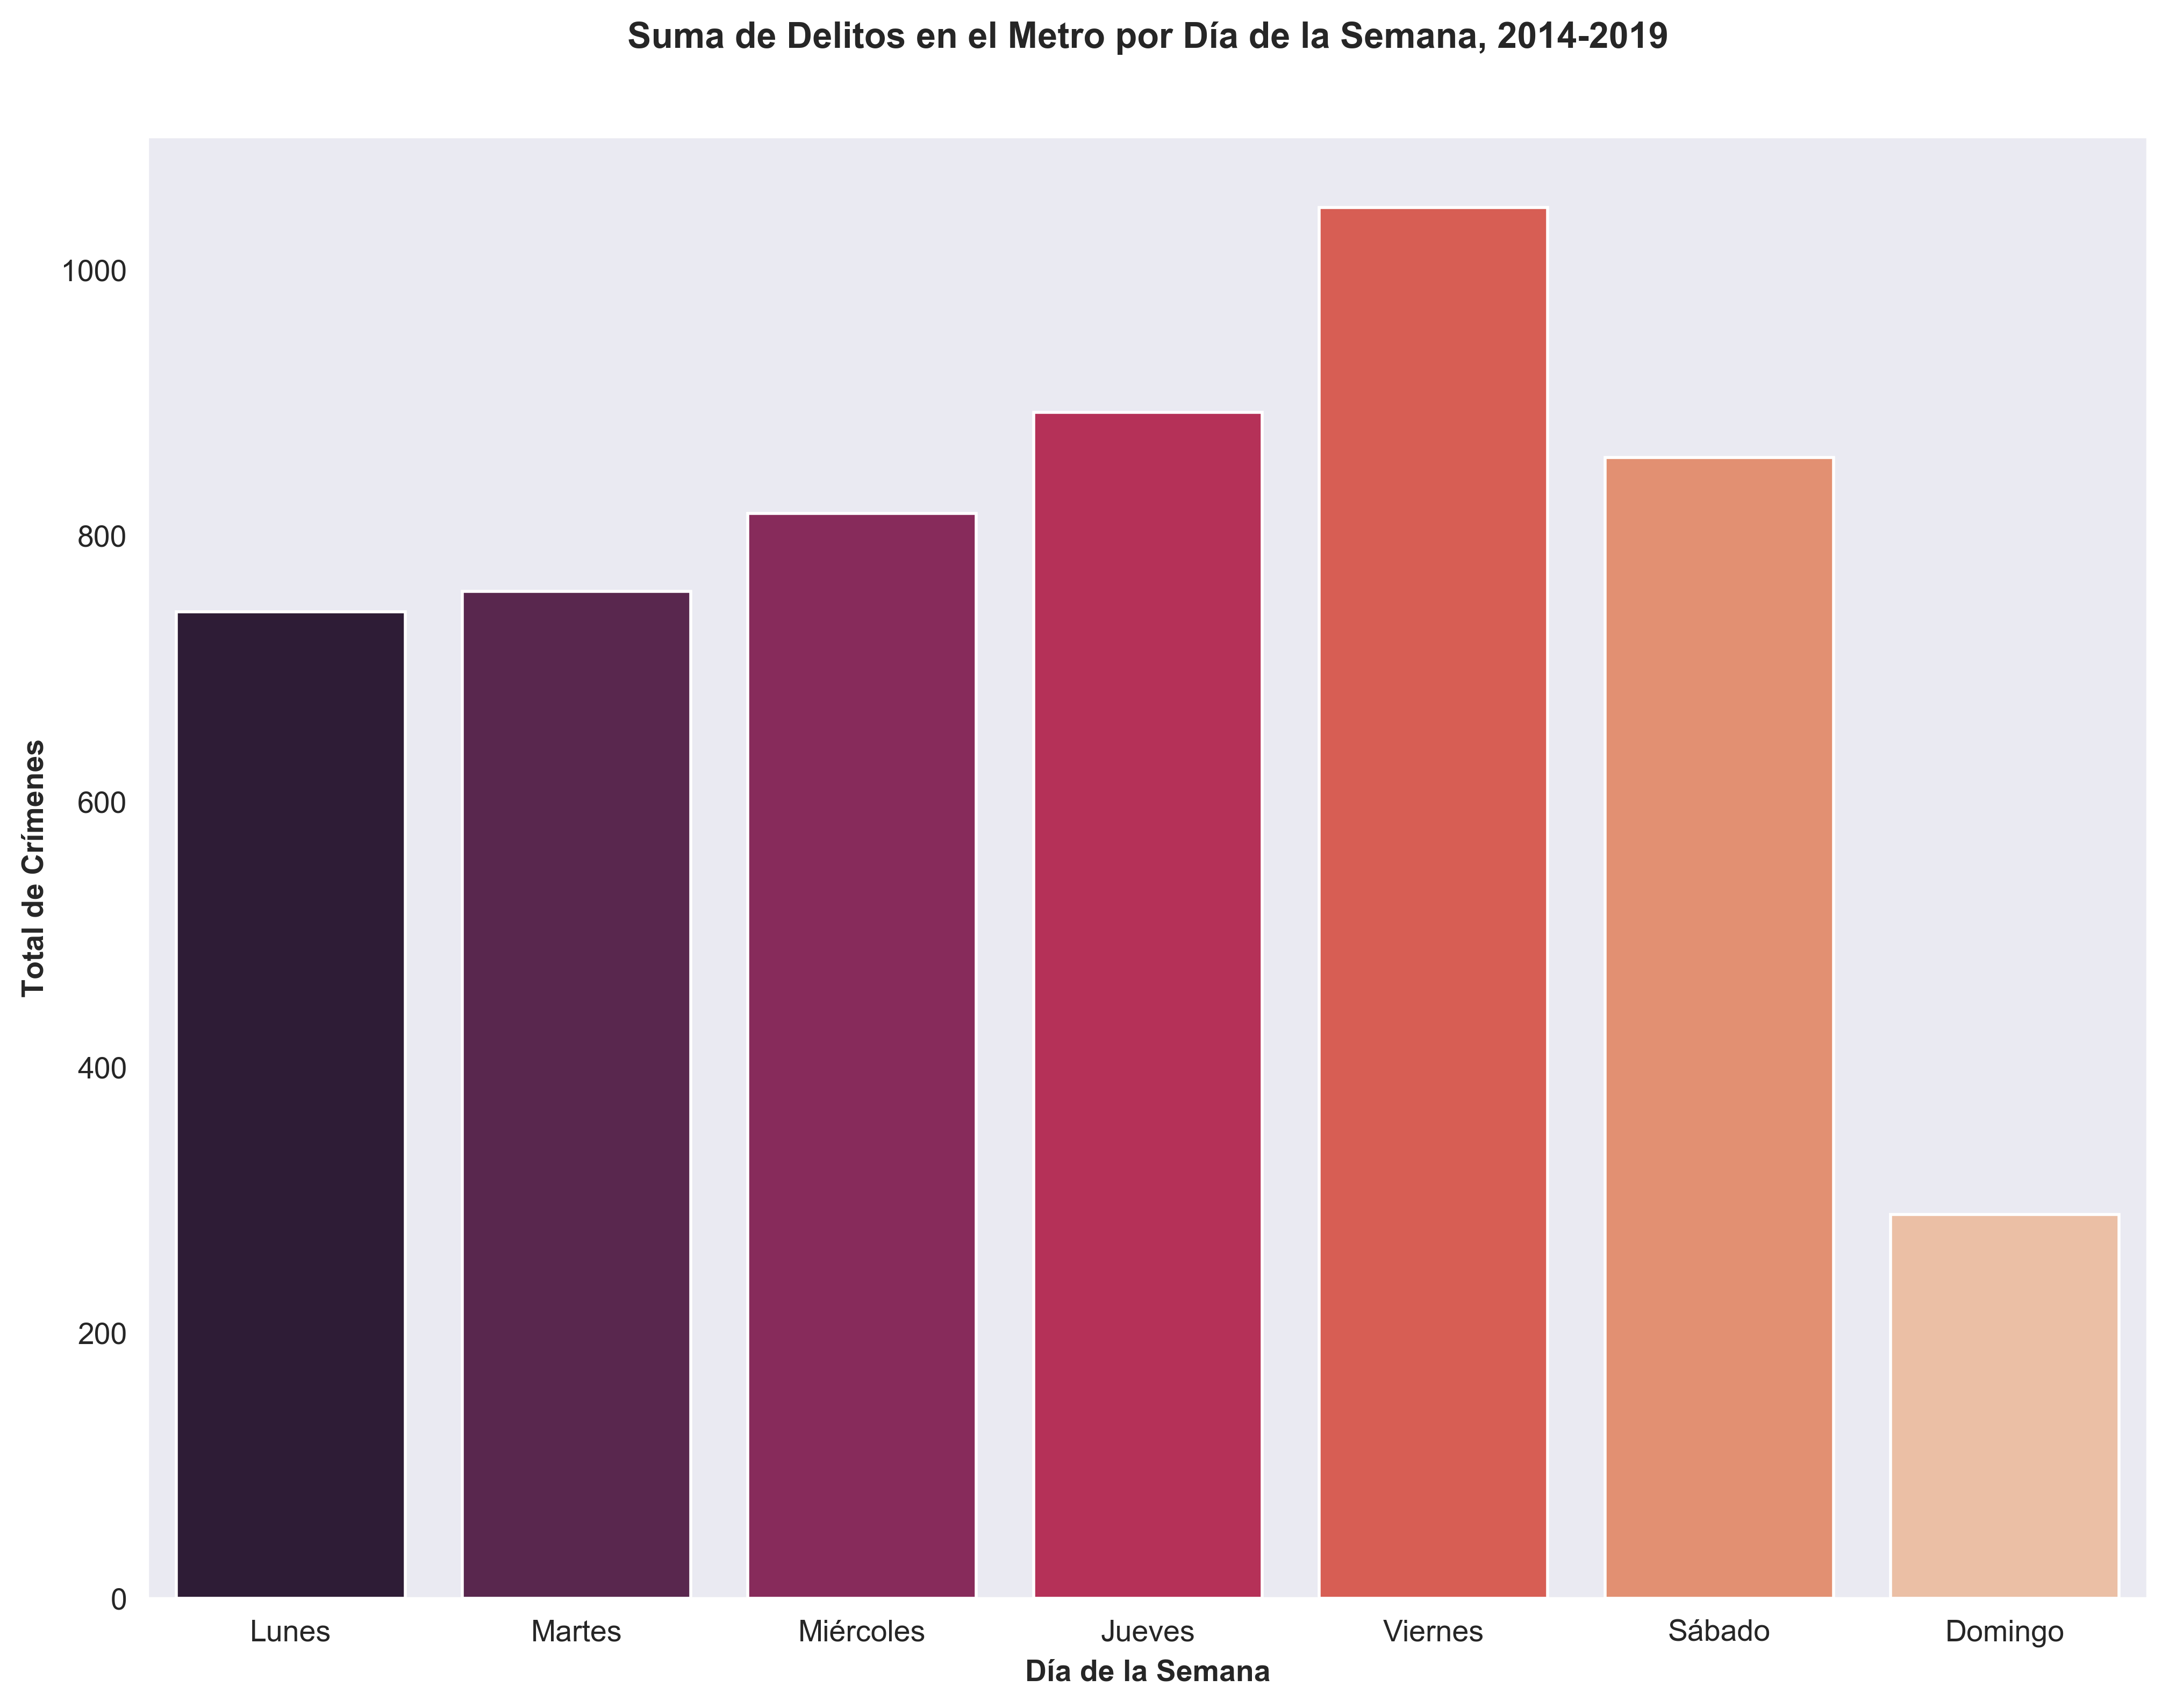 Suma de Delitos en el Metro por Día de la Semana, 2014-2019
1000
800
600
400
200
0
Total de Crímenes
Lunes Martes Miércoles Jueves Viernes Sábado Domingo
Día de la Semana